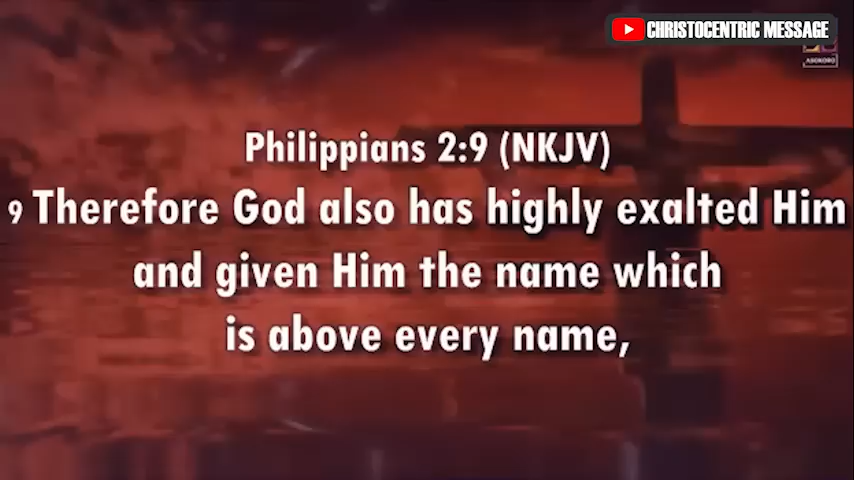 CHRISTOCENTRIC MESSAGE
ASOKORO
Philippians 2:9 (NKJV)
9 Therefore God also has highly exalted Him
and given Him the name which
is above every name,